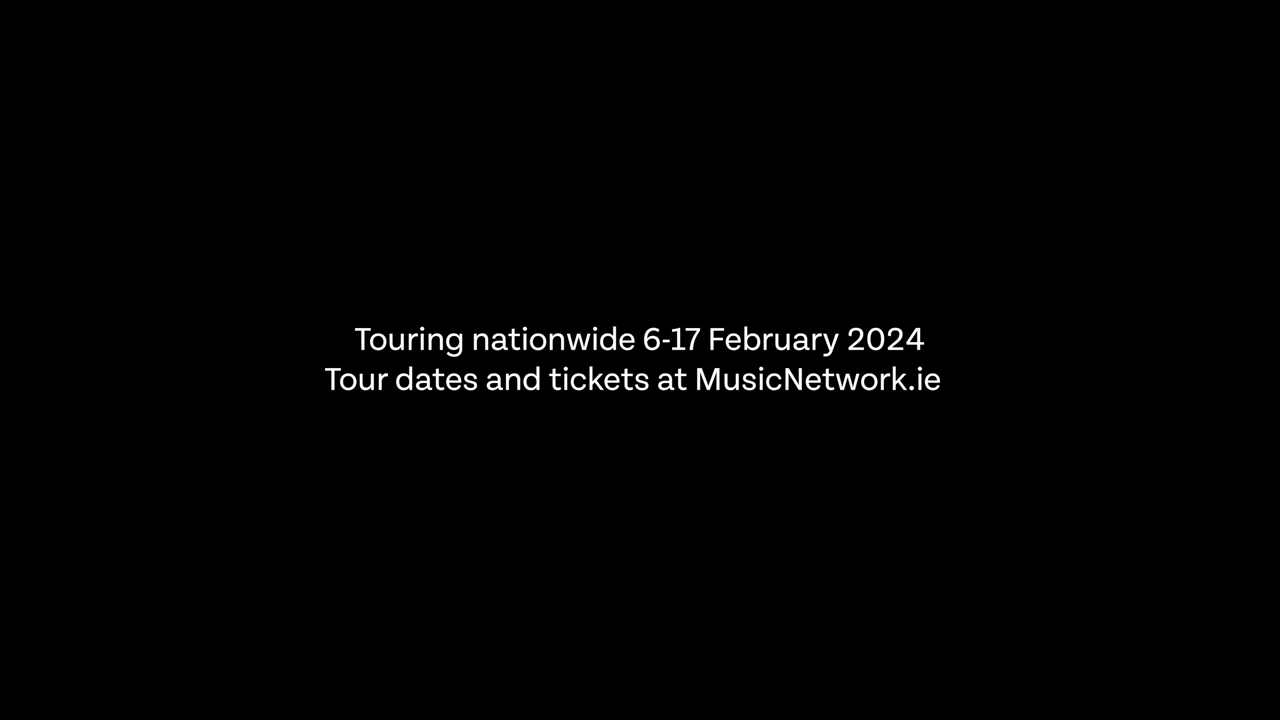 Touring nationwide 6-17 February 2024
Tour dates and tickets at MusicNetwork.ie